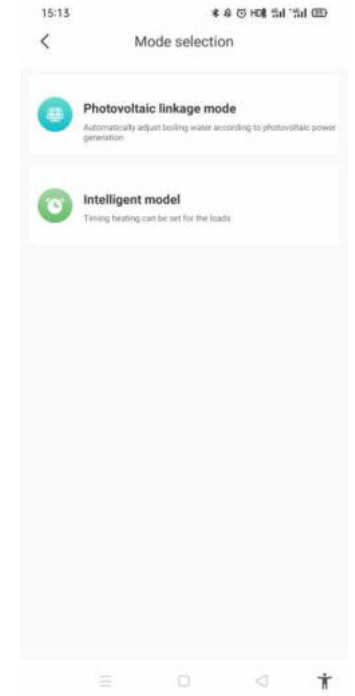 15:13
Mode selection
Photovoltaic linkage mode
Automatically adjust boiling water according to photovoltaic power
generation
Intelligent model
Timing heating can be set for the loads